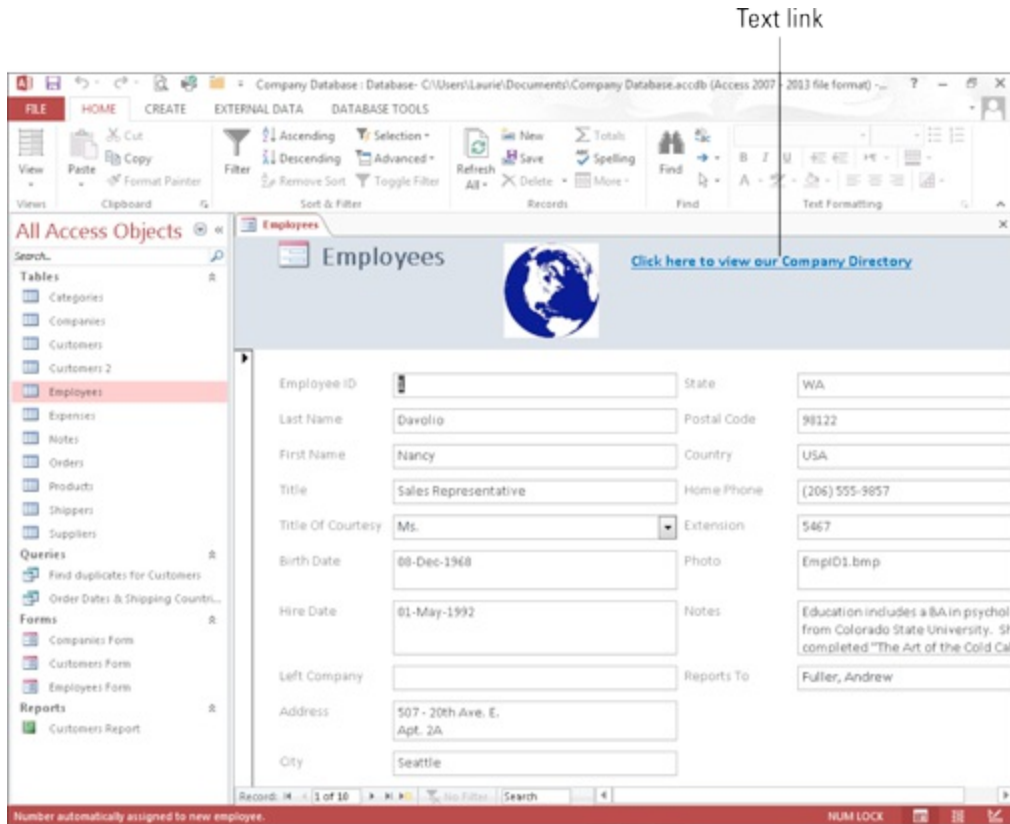 Text link
Company Database : Database- C:\Users\Laurie\Documents\Company Database.accdb (Access 2007 - 2013 file format) -... ?
FILE HOME CREATE EXTERNAL DATA DATABASE TOOLS
View
Views
Paste
Cut
Copy
Format Painter
Clipboard
Filter
Ascending
Descending
Remove Sort
Selection
Advanced
Toggle Filter
Sort & Filter
Refresh
All
New
Save
Delete
Totals
Spelling
More
Records
Find
Find
B I U
A
Text Formatting
All Access Objects
Search...
Tables
Categories
Companies
Customers
Customers 2
Employees
Expenses
Notes
Orders
Products
Shippers
Suppliers
Queries
Find duplicates for Customers
Order Dates & Shipping Countri...
Forms
Companies Form
Customers Form
Employees Form
Reports
Customers Report
Employees
Employees
Click here to view our Company Directory
Employee ID
State WA
Last Name Davolio
Postal Code 98122
First Name Nancy
Country USA
Title Sales Representative
Home Phone (206) 555-9857
Title Of Courtesy Ms.
Extension 5467
Birth Date 08-Dec-1968
Photo EmpID1.bmp
Hire Date 01-May-1992
Notes Education includes a BA in psychol
from Colorado State University. Sh
completed "The Art of the Cold Cal
Left Company
Reports To Fuller, Andrew
Address 507 - 20th Ave. E.
Apt. 2A
City Seattle
Record: 1 of 10 No Filter Search
Number automatically assigned to new employee.
NUM LOCK